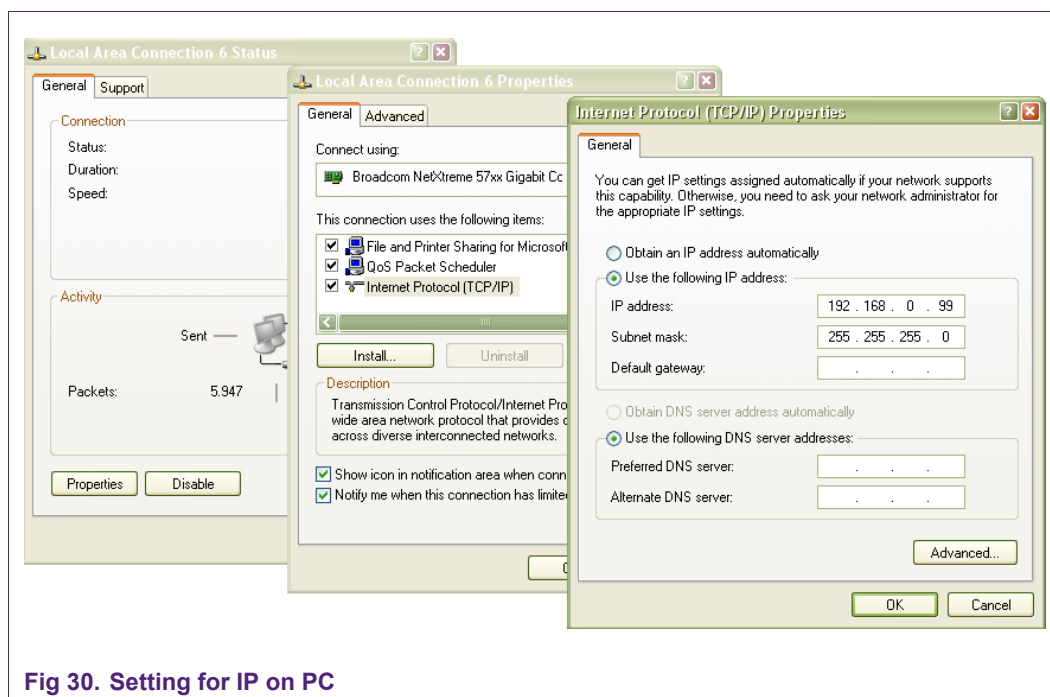 Local Area Connection 6 Status
General Support
Connection
Status:
Duration:
Speed:
Activity
Sent
Packets: 5.947
Properties Disable
Local Area Connection 6 Properties
General Advanced
Connect using:
Broadcom NetXtreme 57xx Gigabit Cc
This connection uses the following items:
File and Printer Sharing for Microsoft
QoS Packet Scheduler
Internet Protocol (TCP/IP)
Install... Uninstall
Description
Transmission Control Protocol/Internet Pro
wide area network protocol that provides
across diverse interconnected networks.
Show icon in notification area when conn
Notify me when this connection has limite
Internet Protocol (TCP/IP) Properties
General
You can get IP settings assigned automatically if your network supports
this capability. Otherwise, you need to ask your network administrator for
the appropriate IP settings.
Obtain an IP address automatically
Use the following IP address:
IP address: 192 . 168 . 0 . 99
Subnet mask: 255 . 255 . 255 . 0
Default gateway: . . .
Obtain DNS server address automatically
Use the following DNS server addresses:
Preferred DNS server: . . .
Alternate DNS server: . . .
Advanced...
OK Cancel
Fig 30. Setting for IP on PC